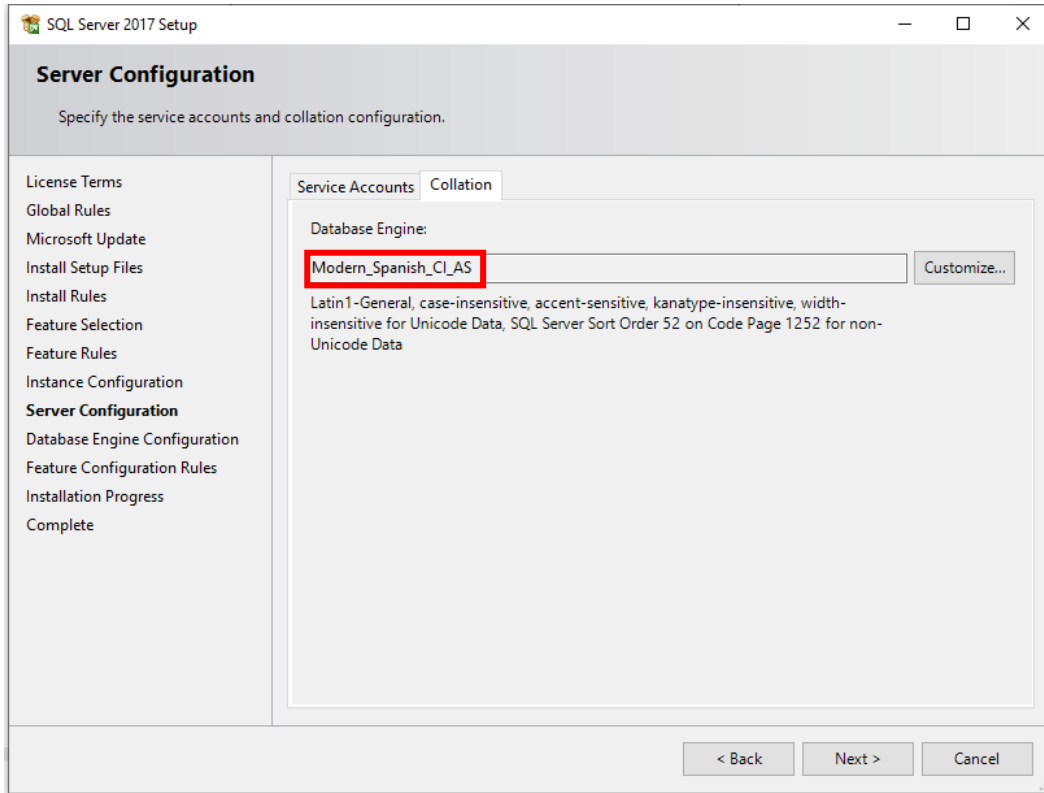 SQL Server 2017 Setup
Server Configuration
Specify the service accounts and collation configuration.
License Terms
Global Rules
Microsoft Update
Install Setup Files
Install Rules
Feature Selection
Feature Rules
Instance Configuration
Server Configuration
Database Engine Configuration
Feature Configuration Rules
Installation Progress
Complete
Service Accounts Collation
Database Engine:
Modern_Spanish_CI_AS Customize...
Latin1-General, case-insensitive, accent-sensitive, kanatype-insensitive, width-
insensitive for Unicode Data, SQL Server Sort Order 52 on Code Page 1252 for non-
Unicode Data
< Back Next > Cancel